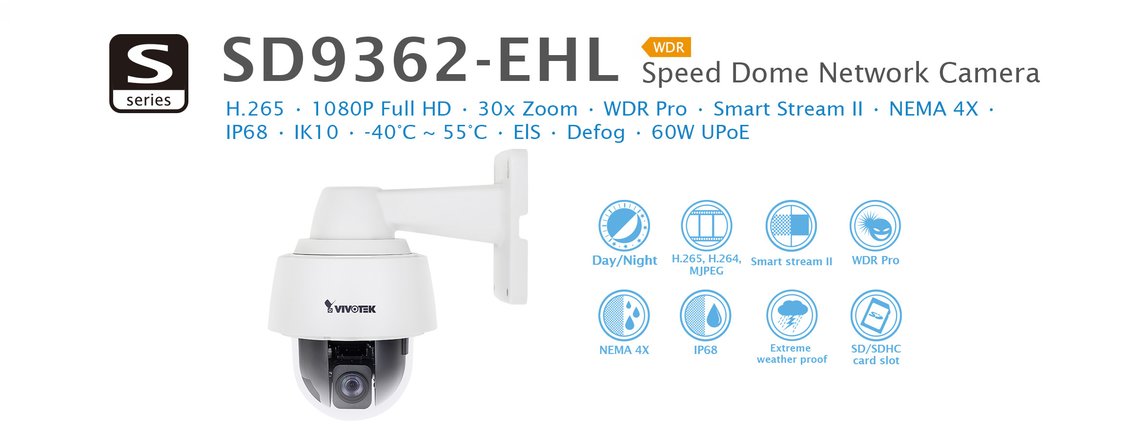 S
series
SD9362-EHL
WDR
Speed Dome Network Camera
H.265 · 1080P Full HD · 30x Zoom · WDR Pro · Smart Stream II · NEMA 4X ·
IP68 · IK10 · -40°C ~ 55°C · EIS · Defog · 60W UPoE
VIVOTEK
Day/Night
H.265, H.264,
MJPEG
Smart stream II
WDR Pro
NEMA 4X
IP68
Extreme
weather proof
SD/SDHC
card slot